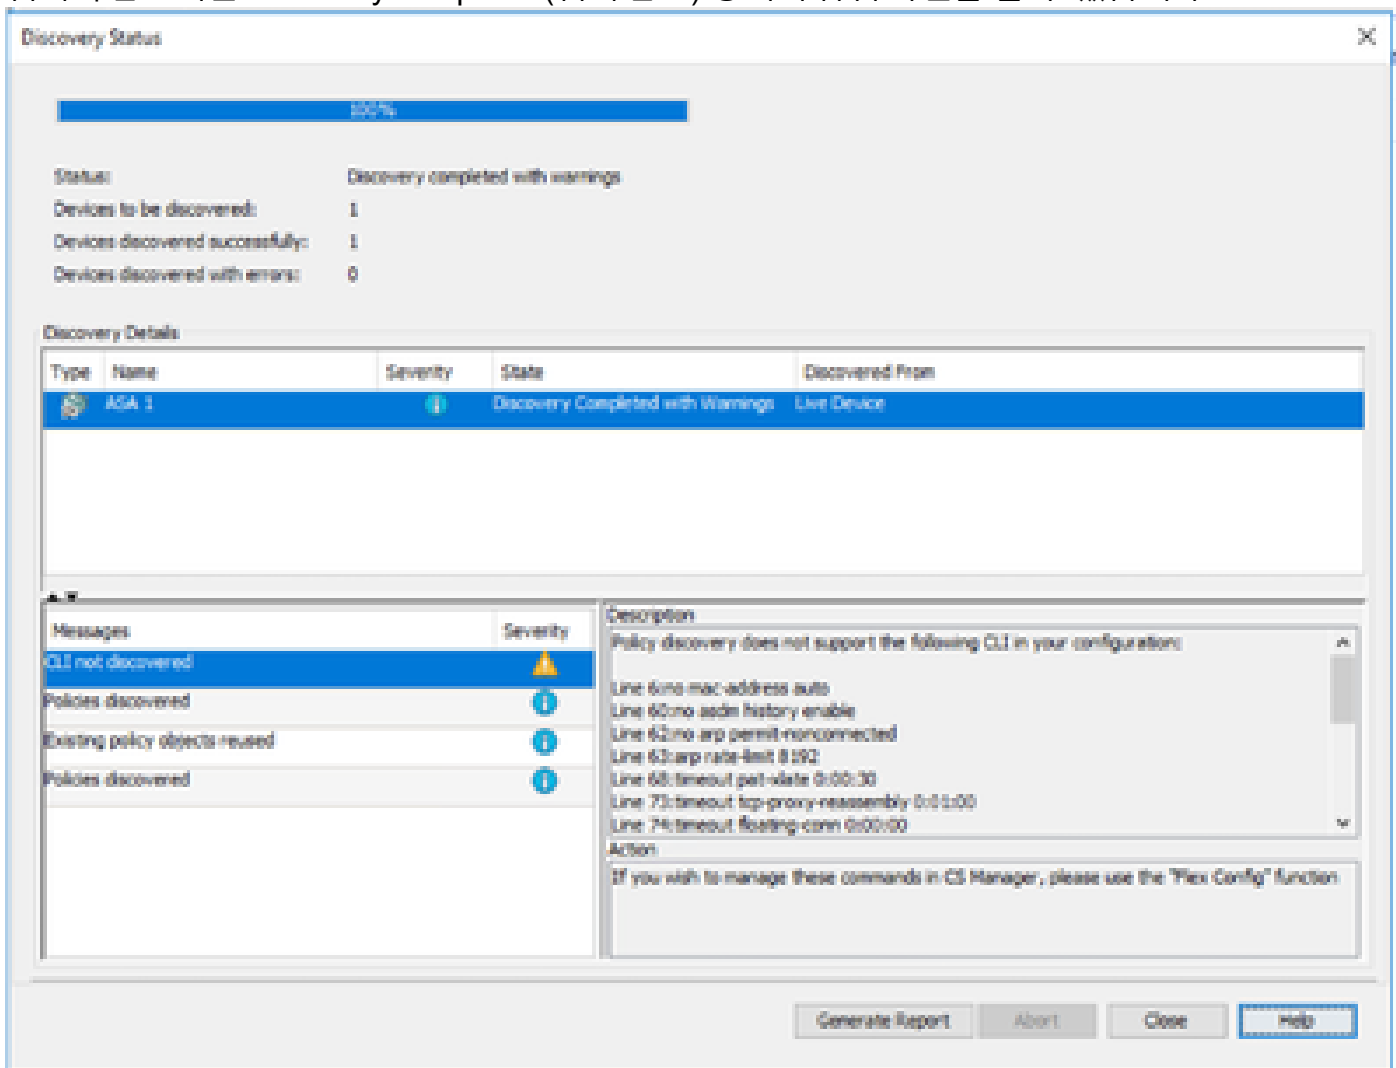 Discovery Status
100%
Status: Discovery completed with warnings
Devices to be discovered: 1
Devices discovered successfully: 1
Devices discovered with errors: 0
Discovery Details
Type Name Severity State Discovered From
ASA 1 Discovery Completed with Warnings Live Device
Messages Severity
CLI not discovered
Policies discovered
Existing policy objects reused
Policies discovered
Description
Policy discovery does not support the following CLI in your configuration:
Line 6:no mac-address auto
Line 60:no asdm history enable
Line 62:no arp permit-nonconnected
Line 63:arp rate-limit 8192
Line 68:timeout pat-xlate 0:00:30
Line 73:timeout tcp-proxy-reassembly 0:01:00
Line 74:timeout floating-conn 0:00:00
Action
If you wish to manage these commands in CS Manager, please use the "Flex Config" function
Generate Report Abort Close Help